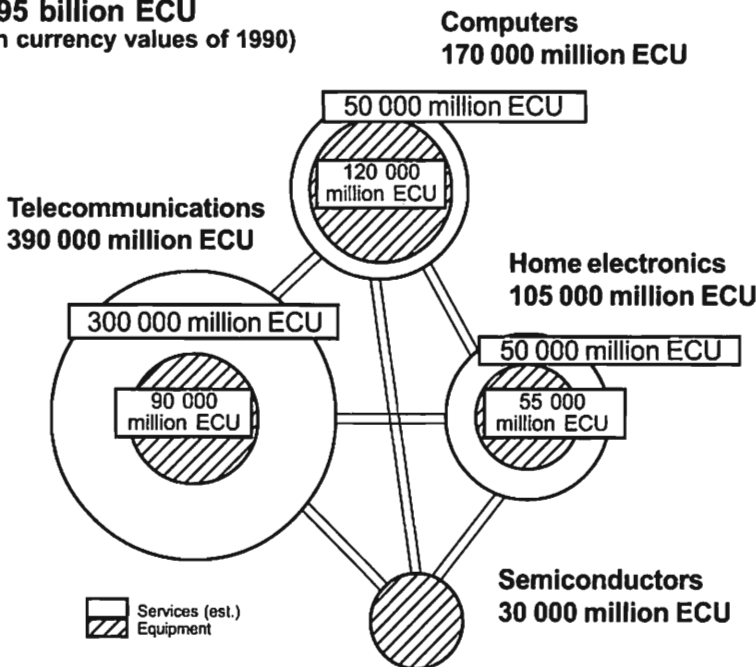 95 billion ECU
n currency values of 1990)
Computers
170 000 million ECU
50 000 million ECU
120 000
million ECU
Telecommunications
390 000 million ECU
300 000 million ECU
90 000
million ECU
Home electronics
105 000 million ECU
50 000 million ECU
55 000
million ECU
Semiconductors
30 000 million ECU
Services (est.)
Equipment